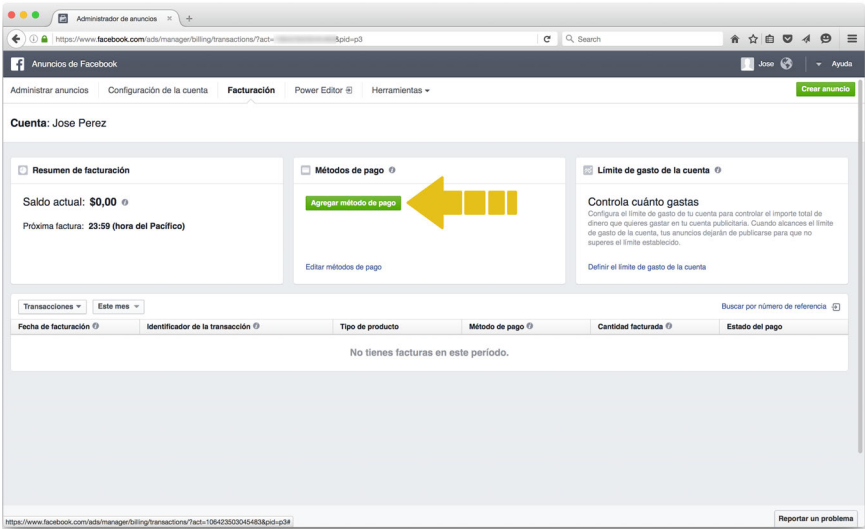 Administrador de anuncios
https://www.facebook.com/ads/manager/billing/transactions/?act= &pid=p3
Search
Anuncios de Facebook
Jose
Ayuda
Administrar anuncios
Configuración de la cuenta
Facturación
Power Editor
Herramientas
Crear anuncio
Cuenta: Jose Perez
Resumen de facturación
Saldo actual: $0,00
Próxima factura: 23:59 (hora del Pacífico)
Métodos de pago
Agregar método de pago
Editar métodos de pago
Límite de gasto de la cuenta
Controla cuánto gastas
Configura el límite de gasto de tu cuenta para controlar el importe total de
dinero que quieres gastar en tu cuenta publicitaria. Cuando alcances el límite
de gasto de la cuenta, tus anuncios dejarán de publicarse para que no
superes el límite establecido.
Definir el límite de gasto de la cuenta
Transacciones
Este mes
Buscar por número de referencia
Fecha de facturación
Identificador de la transacción
Tipo de producto
Método de pago
Cantidad facturada
Estado del pago
No tienes facturas en este período.
https://www.facebook.com/ads/manager/billing/transactions/?act=106423503045483&pid=p3#
Reportar un problema